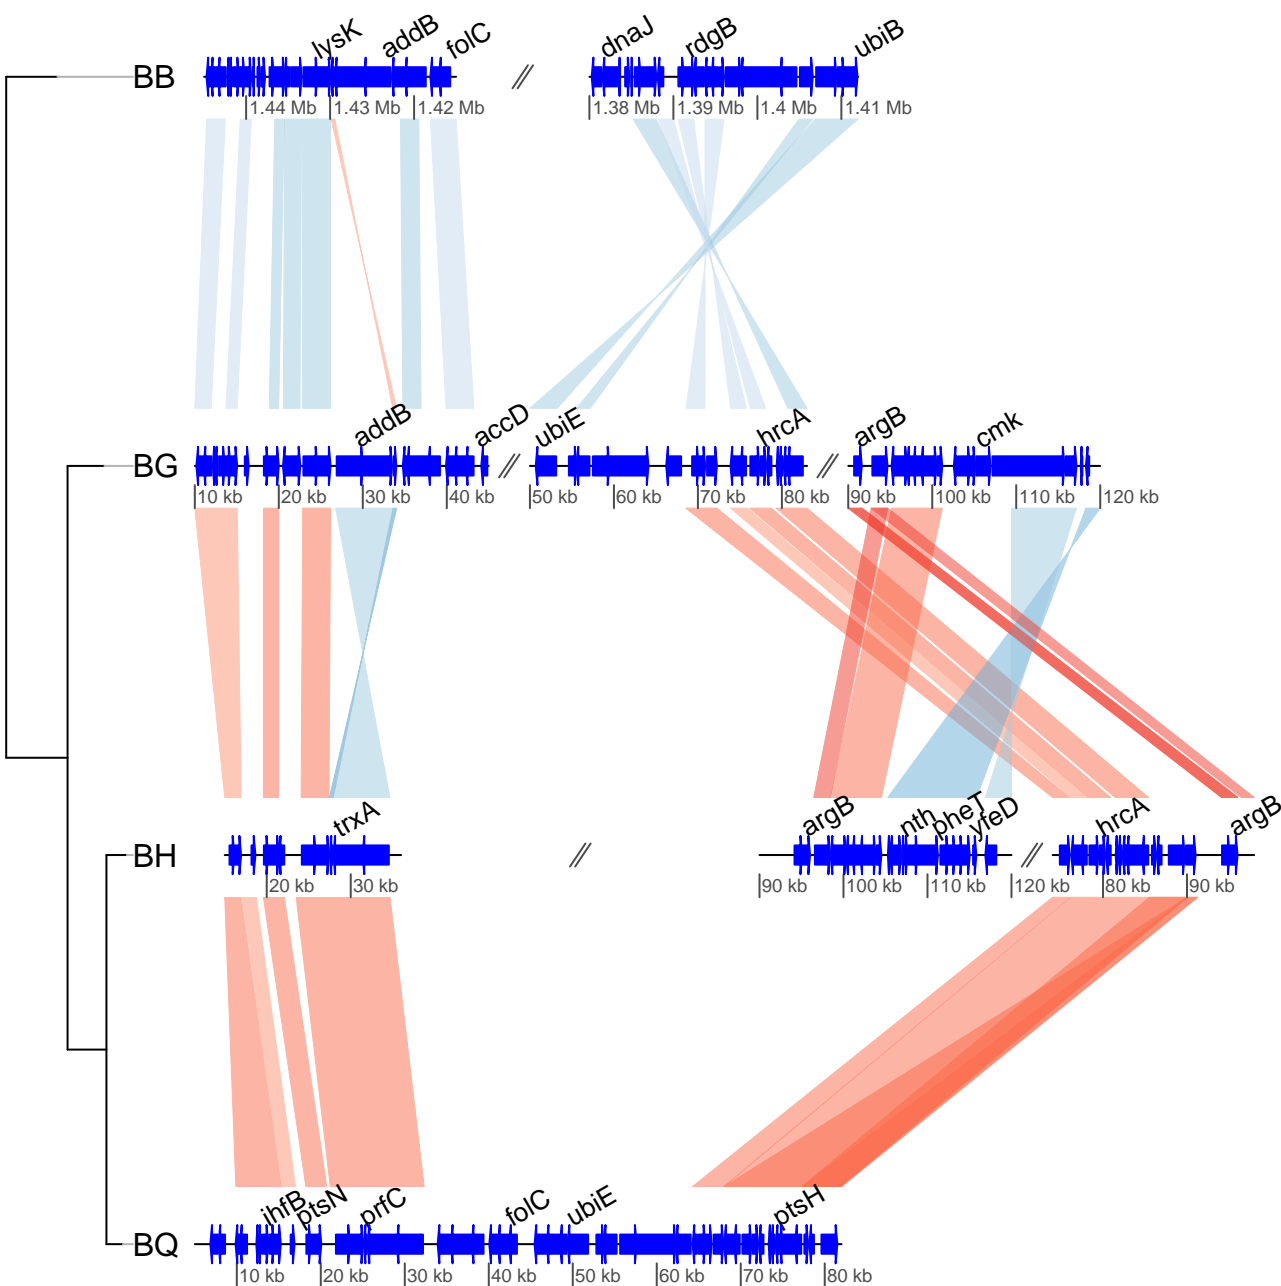 lysK addB folC dnaJ rdgB ubiB
BB
1.44 Mb 1.43 Mb 1.42 Mb 1.38 Mb 1.39 Mb 1.4 Mb 1.41 Mb
addB accD ubiE hrcA argB cmk
BG
10 kb 20 kb 30 kb 40 kb 50 kb 60 kb 70 kb 80 kb 90 kb 100 kb 110 kb 120 kb
trxA argB nth pheT yfeD hrcA argB
BH
20 kb 30 kb 90 kb 100 kb 110 kb 120 kb 80 kb 90 kb
ihfB ptsN prfC folC ubiE ptsH
BQ
10 kb 20 kb 30 kb 40 kb 50 kb 60 kb 70 kb 80 kb